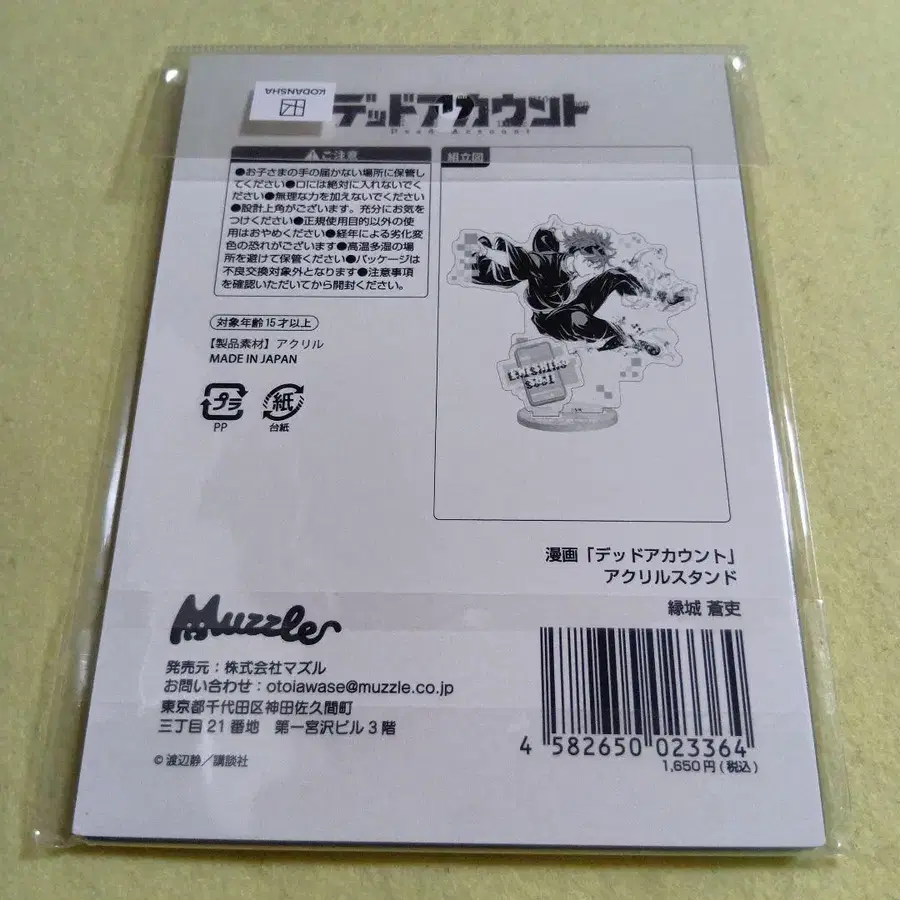 KODANSHA
デッドアカウント
Dead Account
ご注意
●お子さまの手の届かない場所に保管し
てください●口には絶対に入れないでく
ださい●無理な力を加えないでください
●設計上角がございます。充分にお気を
つけください●正規使用目的以外の使
用はおやめください●経年による劣化変
色の恐れがございます●高温多湿の場
所を避けて保管ください●パッケージは
不良交換対象外となります●注意事項
を確認いただいてから開封ください。
対象年齢15才以上
【製品素材】アクリル
MADE IN JAPAN
プラ
PP
紙
台紙
組立図
ENISHIRO
SOJI
漫画「デッドアカウント」
アクリルスタンド
縁城 蒼吏
Muzzle
発売元：株式会社マズル
お問い合わせ：otoiawase@muzzle.co.jp
東京都千代田区神田佐久間町
三丁目21番地 第一宮沢ビル3階
©渡辺静／講談社
4 582650 023364
1,650円(税込)